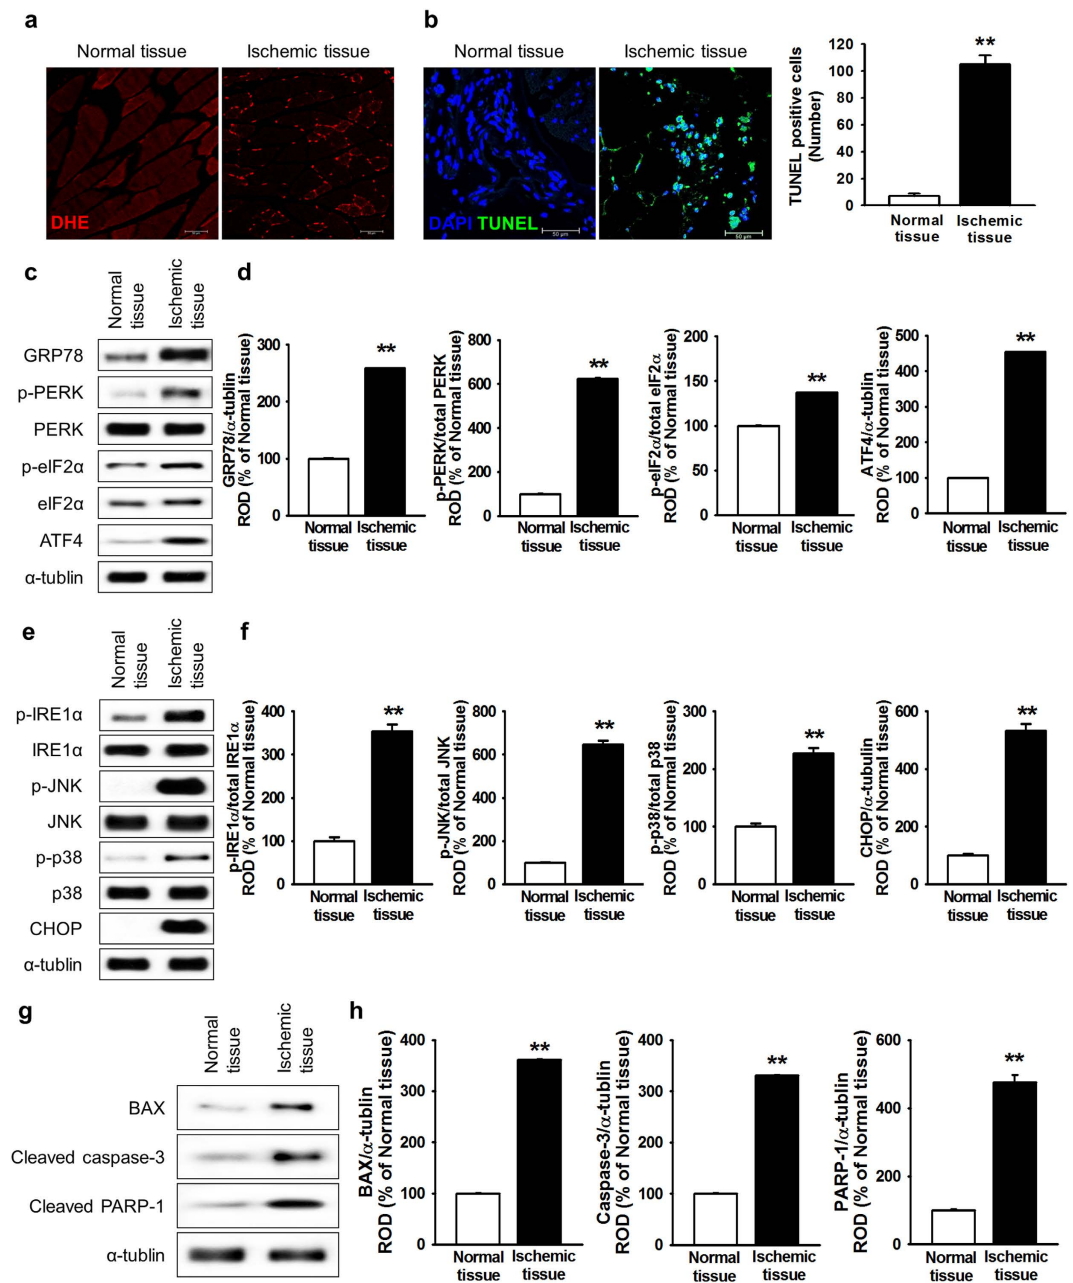 a
Normal tissue
Ischemic tissue
DHE
b
Normal tissue
Ischemic tissue
DAPI TUNEL
50 μm
50 μm
TUNEL positive cells
(Number)
120
100
80
60
40
20
0
**
Normal
tissue
Ischemic
tissue
c
Normal
tissue
Ischemic
tissue
GRP78
p-PERK
PERK
p-eIF2α
eIF2α
ATF4
α-tublin
d
GRP78/α-tublin
ROD (% of Normal tissue)
300
200
100
0
**
Normal
tissue
Ischemic
tissue
p-PERK/total PERK
ROD (% of Normal tissue)
800
600
400
200
0
**
Normal
tissue
Ischemic
tissue
p-eIF2α/total eIF2α
ROD (% of Normal tissue)
200
150
100
50
0
**
Normal
tissue
Ischemic
tissue
ATF4/α-tublin
ROD (% of Normal tissue)
500
400
300
200
100
0
**
Normal
tissue
Ischemic
tissue
e
Normal
tissue
Ischemic
tissue
p-IRE1α
IRE1α
p-JNK
JNK
p-p38
p38
CHOP
α-tublin
f
p-IRE1α/total IRE1α
ROD (% of Normal tissue)
400
300
200
100
0
**
Normal
tissue
Ischemic
tissue
p-JNK/total JNK
ROD (% of Normal tissue)
800
600
400
200
0
**
Normal
tissue
Ischemic
tissue
p-p38/total p38
ROD (% of Normal tissue)
300
200
100
0
**
Normal
tissue
Ischemic
tissue
CHOP/α-tubulin
ROD (% of Normal tissue)
600
400
200
0
**
Normal
tissue
Ischemic
tissue
g
Normal
tissue
Ischemic
tissue
BAX
Cleaved caspase-3
Cleaved PARP-1
α-tublin
h
BAX/α-tublin
ROD (% of Normal tissue)
400
300
200
100
0
**
Normal
tissue
Ischemic
tissue
Caspase-3/α-tublin
ROD (% of Normal tissue)
400
300
200
100
0
**
Normal
tissue
Ischemic
tissue
PARP-1/α-tublin
ROD (% of Normal tissue)
600
400
200
0
**
Normal
tissue
Ischemic
tissue